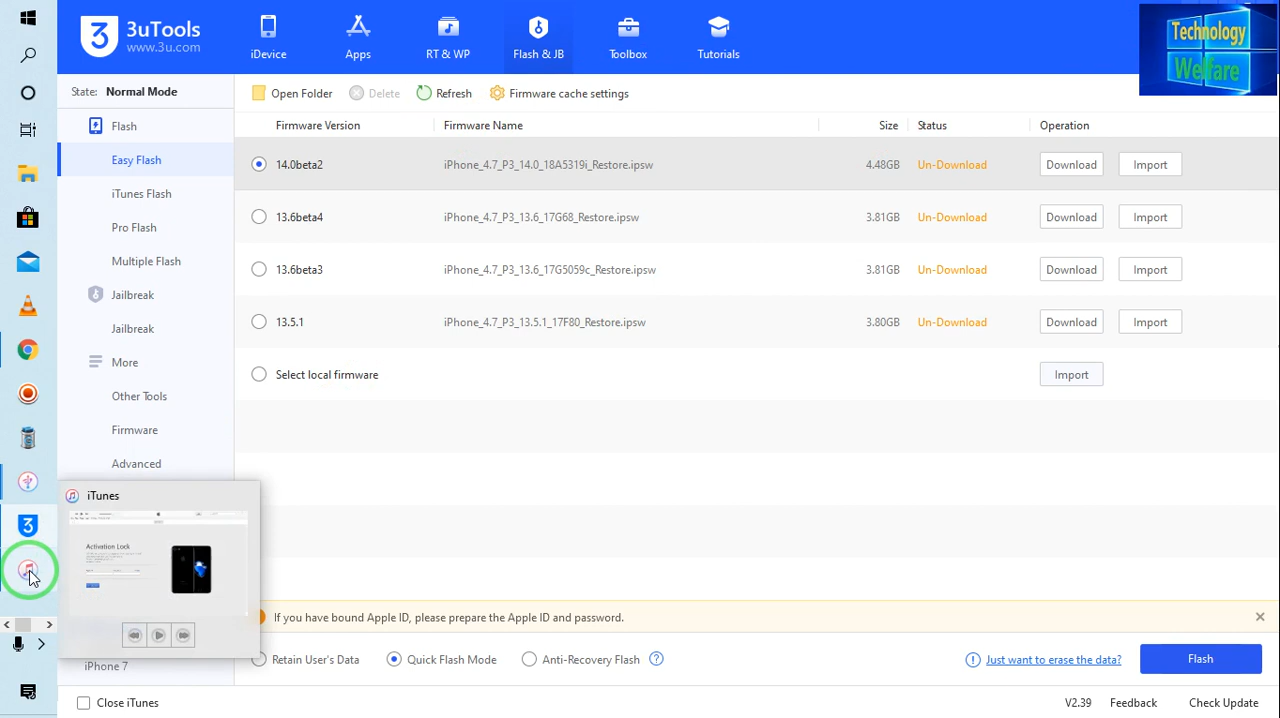 3uTools
www.3u.com
iDevice
Apps
RT & WP
Flash & JB
Toolbox
Tutorials
Technology
Welfare
State: Normal Mode
Open Folder
Delete
Refresh
Firmware cache settings
Flash
Easy Flash
iTunes Flash
Pro Flash
Multiple Flash
Jailbreak
Jailbreak
More
Other Tools
Firmware
Advanced
Firmware Version Firmware Name Size Status Operation
14.0beta2 iPhone_4.7_P3_14.0_18A5319i_Restore.ipsw 4.48GB Un-Download Download Import
13.6beta4 iPhone_4.7_P3_13.6_17G68_Restore.ipsw 3.81GB Un-Download Download Import
13.6beta3 iPhone_4.7_P3_13.6_17G5059c_Restore.ipsw 3.81GB Un-Download Download Import
13.5.1 iPhone_4.7_P3_13.5.1_17F80_Restore.ipsw 3.80GB Un-Download Download Import
Select local firmware Import
iTunes
Activation Lock
iPhone 7
If you have bound Apple ID, please prepare the Apple ID and password.
Retain User's Data Quick Flash Mode Anti-Recovery Flash Just want to erase the data? Flash
Close iTunes V2.39 Feedback Check Update